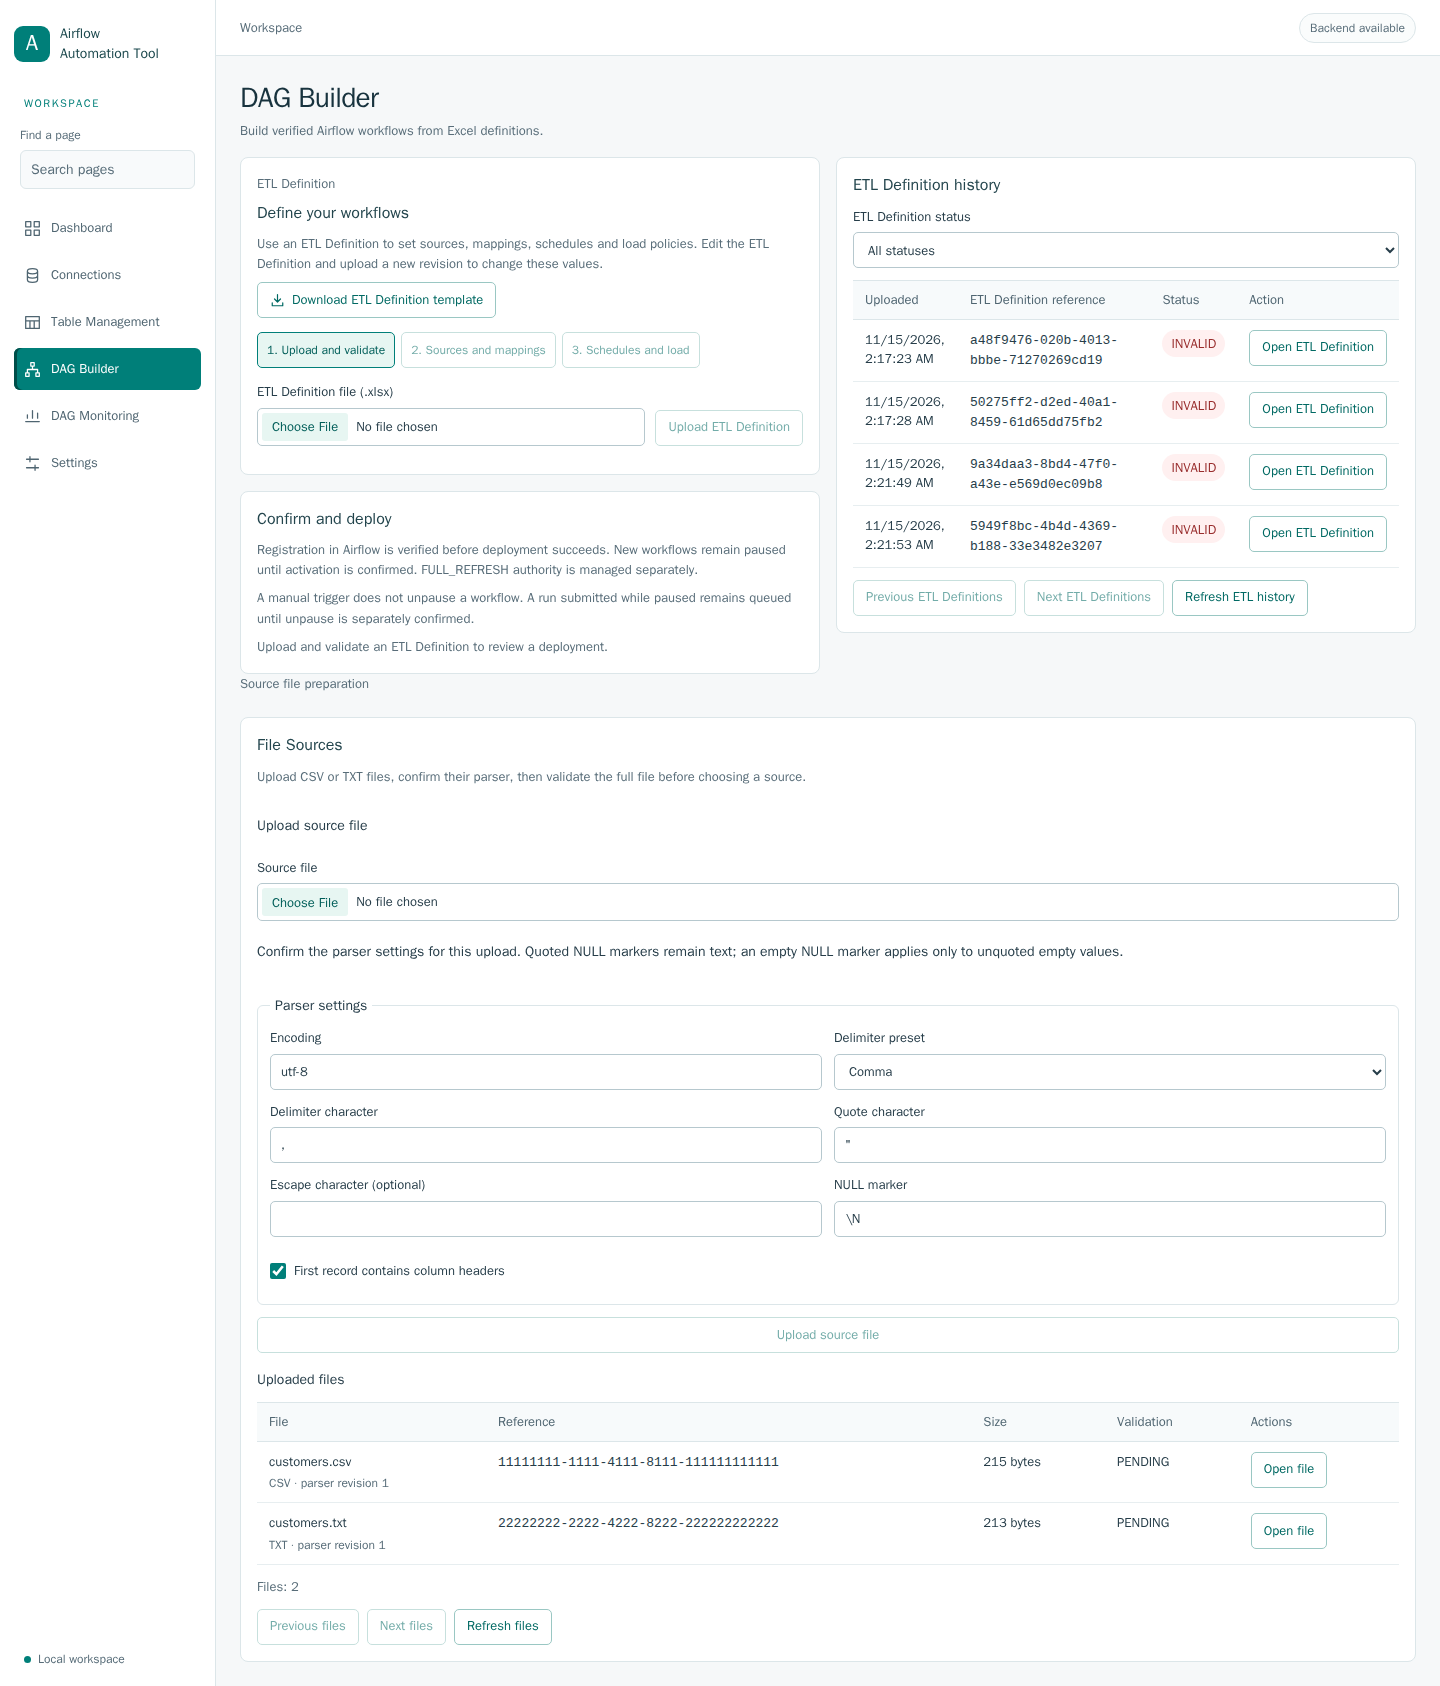 A
Airflow
Automation Tool
WORKSPACE
Find a page
Search pages
Dashboard
Connections
Table Management
DAG Builder
DAG Monitoring
Settings
Local workspace
Workspace
Backend available
DAG Builder
Build verified Airflow workflows from Excel definitions.
ETL Definition
Define your workflows
Use an ETL Definition to set sources, mappings, schedules and load policies. Edit the ETL
Definition and upload a new revision to change these values.
Download ETL Definition template
1. Upload and validate
2. Sources and mappings
3. Schedules and load
ETL Definition file (.xlsx)
Choose File No file chosen
Upload ETL Definition
Confirm and deploy
Registration in Airflow is verified before deployment succeeds. New workflows remain paused
until activation is confirmed. FULL_REFRESH authority is managed separately.
A manual trigger does not unpause a workflow. A run submitted while paused remains queued
until unpause is separately confirmed.
Upload and validate an ETL Definition to review a deployment.
ETL Definition history
ETL Definition status
All statuses
Uploaded ETL Definition reference Status Action
11/15/2026, a48f9476-020b-4013- INVALID Open ETL Definition
2:17:23 AM bbbe-71270269cd19
11/15/2026, 50275ff2-d2ed-40a1- INVALID Open ETL Definition
2:17:28 AM 8459-61d65dd75fb2
11/15/2026, 9a34daa3-8bd4-47f0- INVALID Open ETL Definition
2:21:49 AM a43e-e569d0ec09b8
11/15/2026, 5949f8bc-4b4d-4369- INVALID Open ETL Definition
2:21:53 AM b188-33e3482e3207
Previous ETL Definitions Next ETL Definitions Refresh ETL history
Source file preparation
File Sources
Upload CSV or TXT files, confirm their parser, then validate the full file before choosing a source.
Upload source file
Source file
Choose File No file chosen
Confirm the parser settings for this upload. Quoted NULL markers remain text; an empty NULL marker applies only to unquoted empty values.
Parser settings
Encoding Delimiter preset
utf-8 Comma
Delimiter character Quote character
, "
Escape character (optional) NULL marker
\N
First record contains column headers
Upload source file
Uploaded files
File Reference Size Validation Actions
customers.csv 11111111-1111-4111-8111-111111111111 215 bytes PENDING Open file
CSV · parser revision 1
customers.txt 22222222-2222-4222-8222-222222222222 213 bytes PENDING Open file
TXT · parser revision 1
Files: 2
Previous files Next files Refresh files